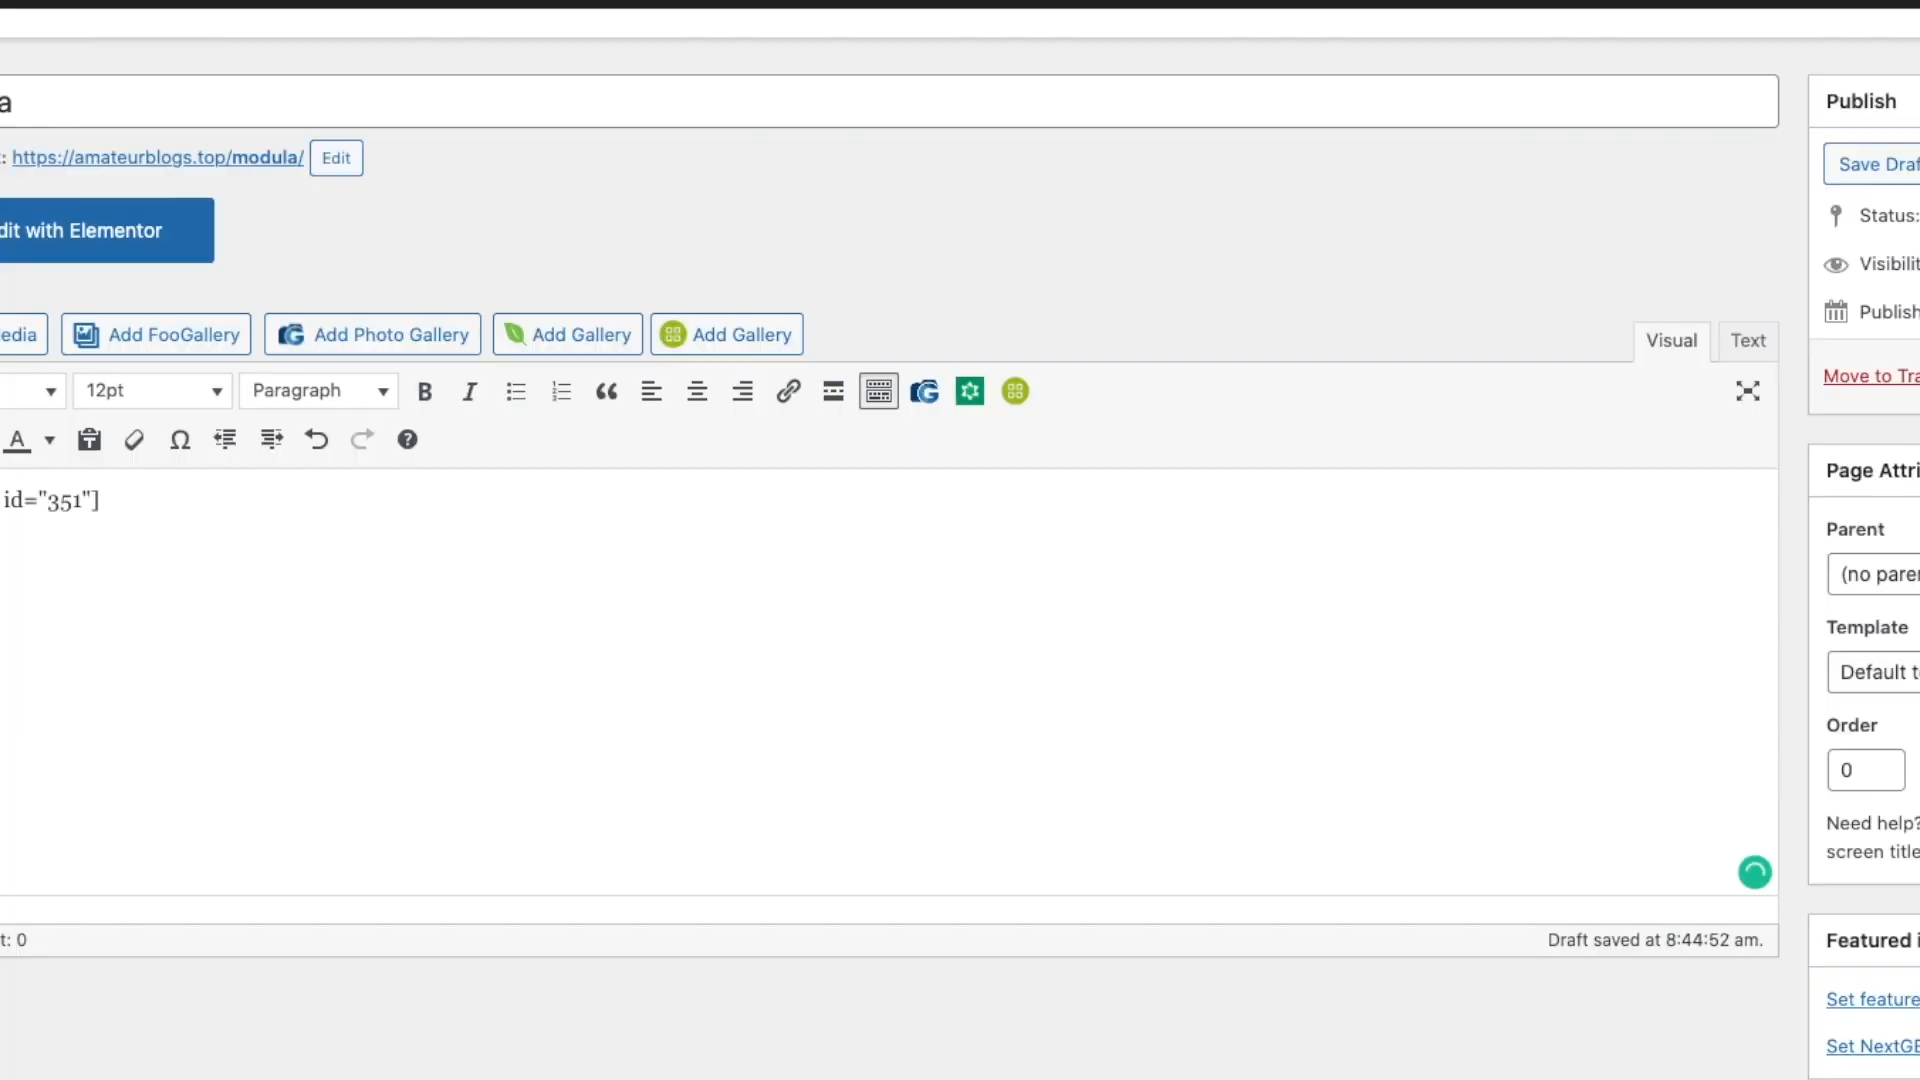 a
Publish
: https://amateurblogs.top/modula/ Edit
Save Draf
dit with Elementor
Status:
Visibilit
Publish
edia Add FooGallery Add Photo Gallery Add Gallery Add Gallery
Visual Text
Move to Tra
12pt Paragraph
id="351"]
Page Attri
Parent
(no paren
Template
Default te
Order
0
Need help?
screen title
t: 0
Draft saved at 8:44:52 am.
Featured i
Set feature
Set NextGE